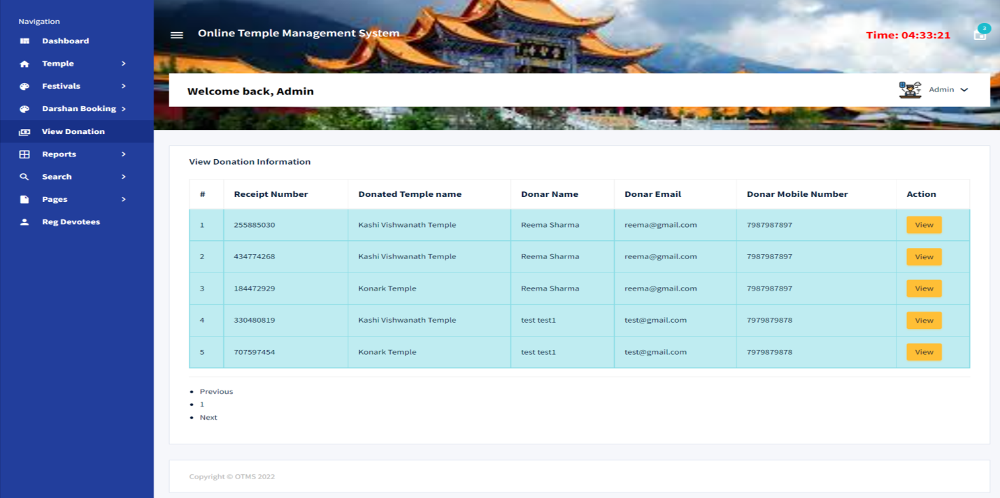 Navigation
Dashboard
Temple
Festivals
Darshan Booking
View Donation
Reports
Search
Pages
Reg Devotees
Online Temple Management System
Time: 04:33:21
3
Welcome back, Admin
Admin
View Donation Information
# Receipt Number Donated Temple name Donar Name Donar Email Donar Mobile Number Action
1 255885030 Kashi Vishwanath Temple Reema Sharma reema@gmail.com 7987987897 View
2 434774268 Kashi Vishwanath Temple Reema Sharma reema@gmail.com 7987987897 View
3 184472929 Konark Temple Reema Sharma reema@gmail.com 7987987897 View
4 330480819 Kashi Vishwanath Temple test test1 test@gmail.com 7979879878 View
5 707597454 Konark Temple test test1 test@gmail.com 7979879878 View
Previous
1
Next
Copyright © OTMS 2022